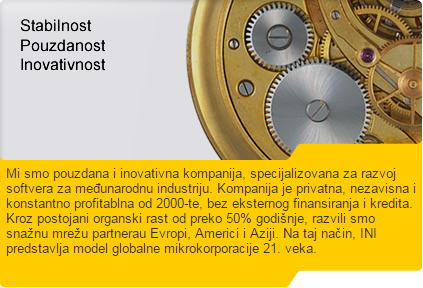 Stabilnost
Pouzdanost
Inovativnost
Mi smo pouzdana i inovativna kompanija, specijalizovana za razvoj
softvera za međunarodnu industriju. Kompanija je privatna, nezavisna i
konstantno profitablna od 2000-te, bez eksternog finansiranja i kredita.
Kroz postojani organski rast od preko 50% godišnje, razvili smo
snažnu mrežu partnerau Evropi, Americi i Aziji. Na taj način, INI
predstavlja model globalne mikrokorporacije 21. veka.